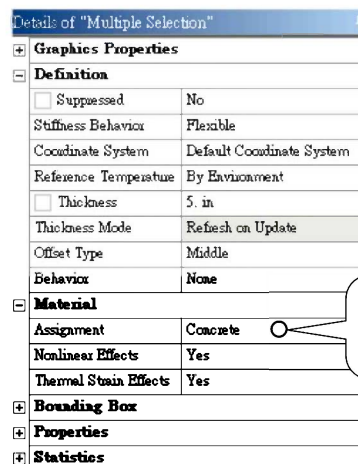 Details of "Multiple Selection"
Graphics Properties
Definition
Suppressed No
Stiffness Behavior Flexible
Coordinate System Default Coordinate System
Reference Temperature By Environment
Thickness 5. in
Thickness Mode Refresh on Update
Offset Type Middle
Behavior None
Material
Assignment Concrete
Nonlinear Effects Yes
Thermal Strain Effects Yes
Bounding Box
Properties
Statistics